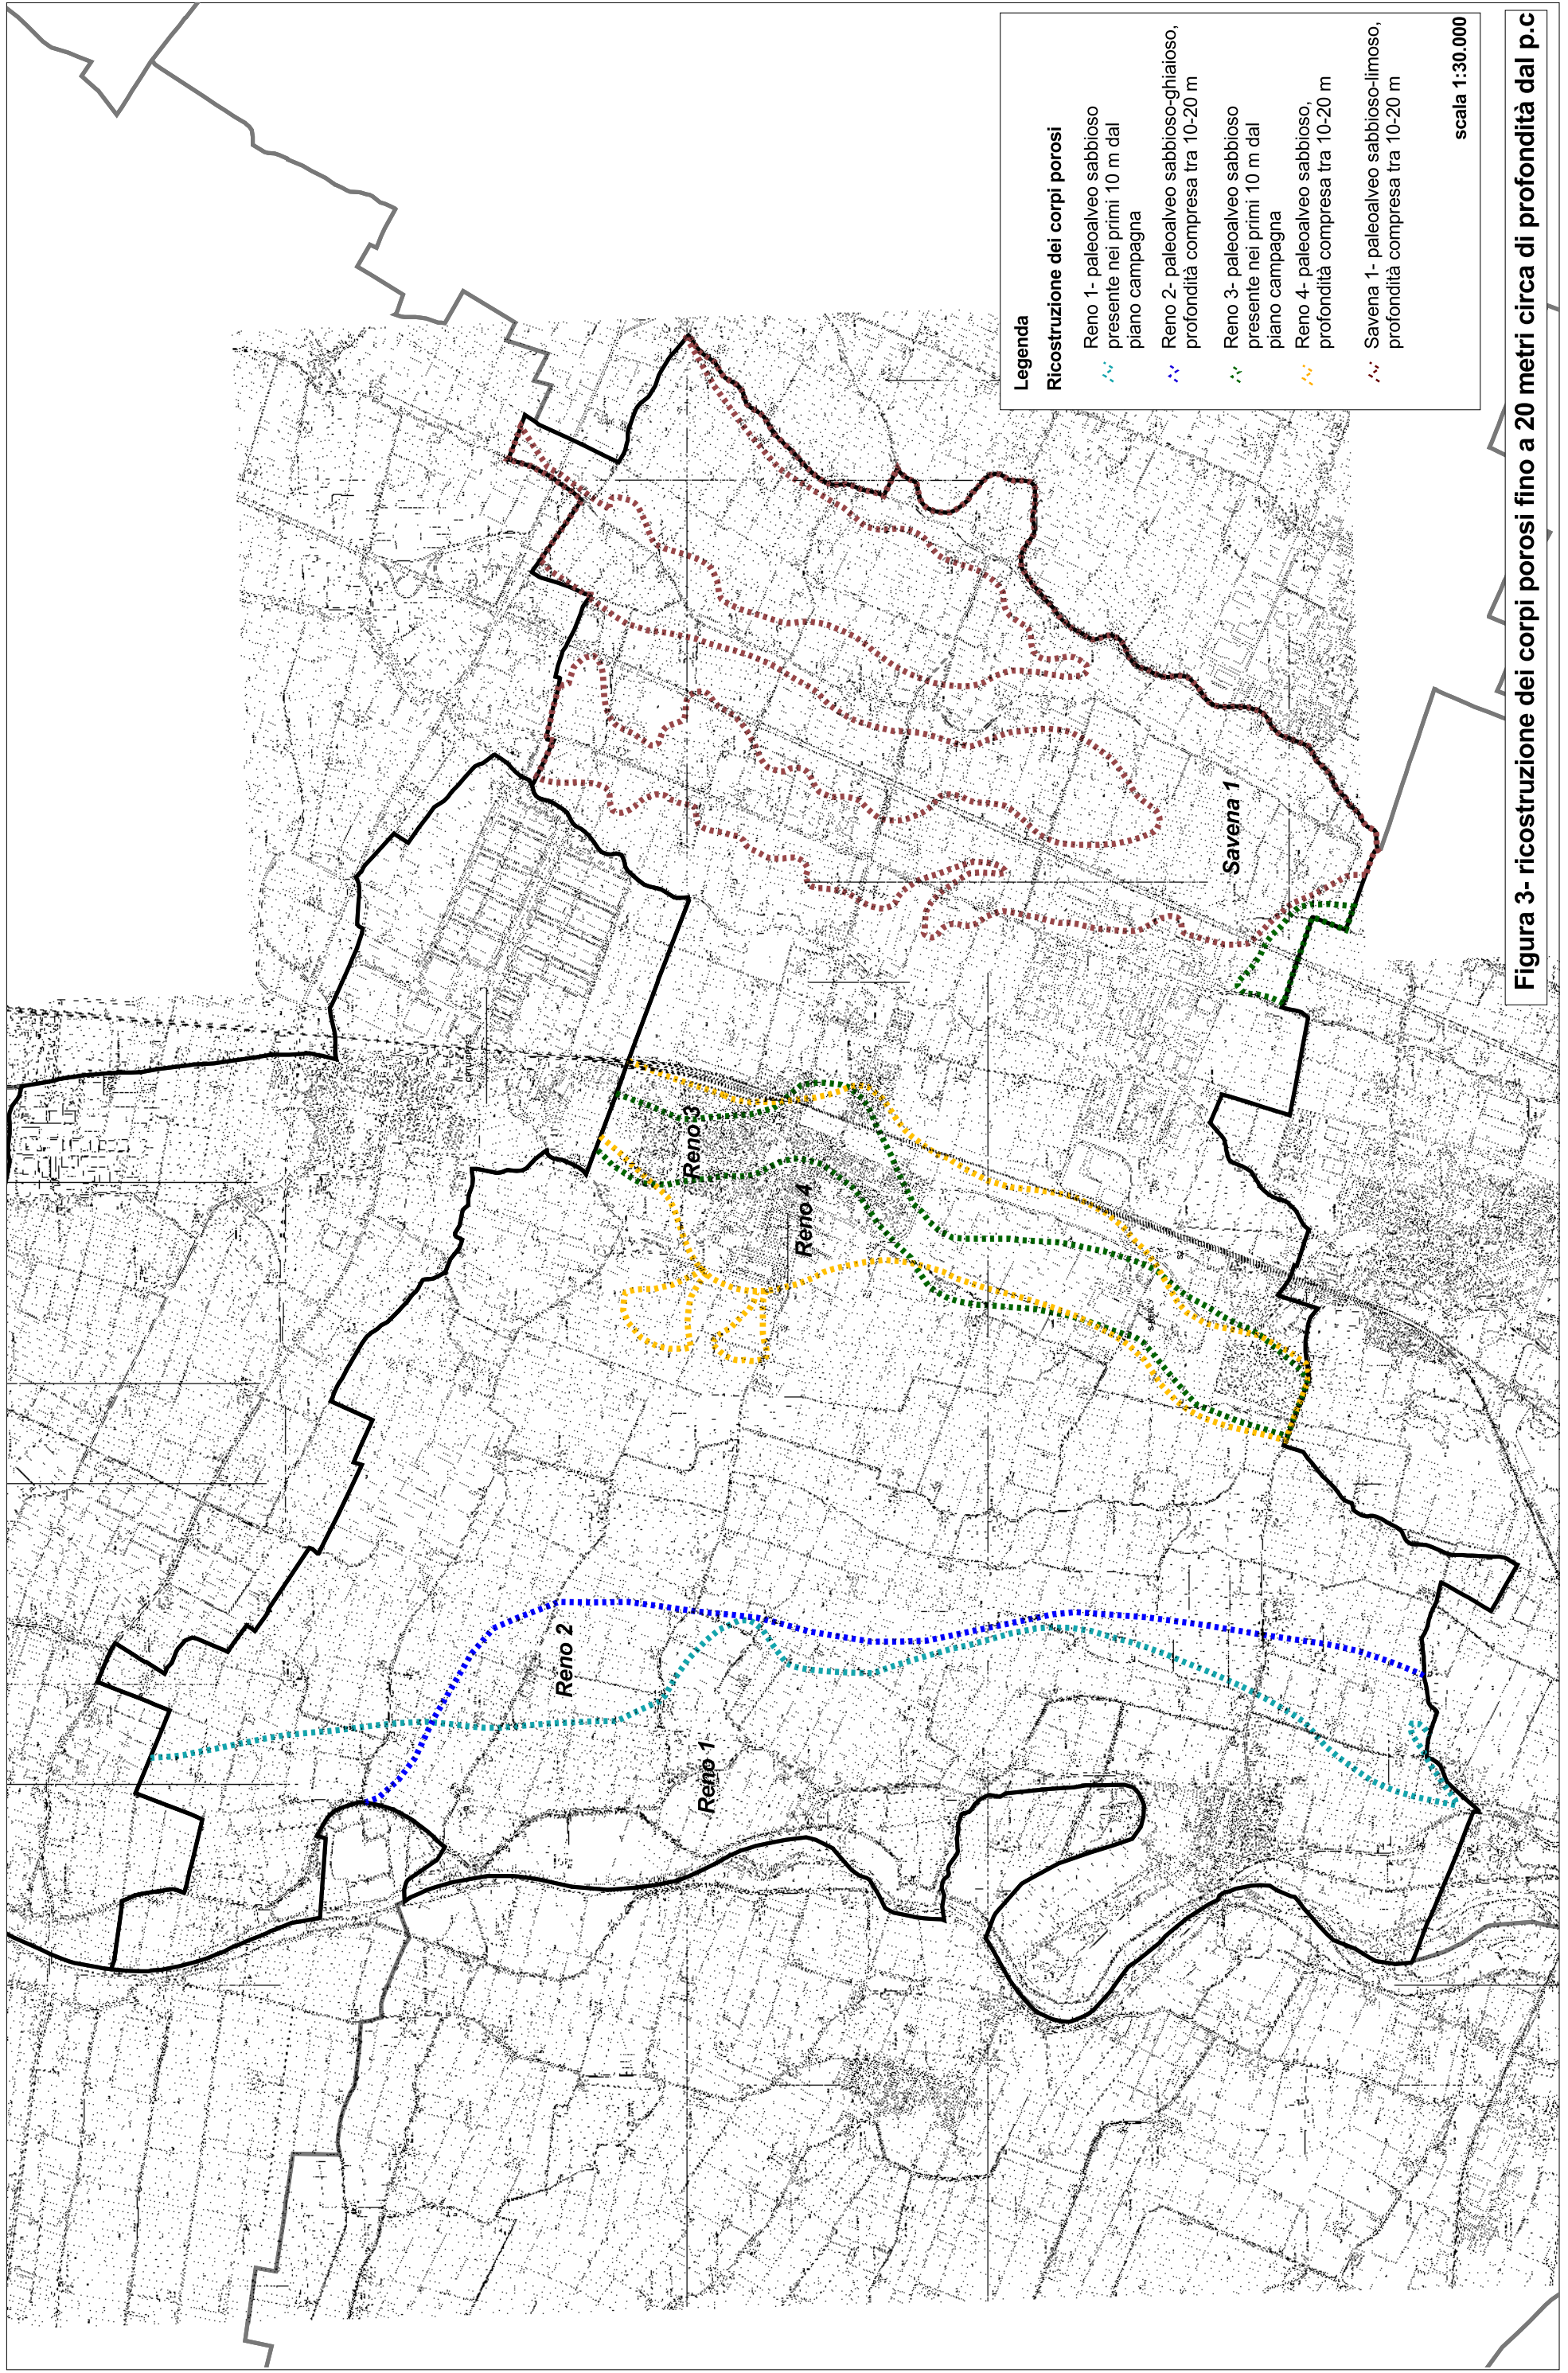 Legenda
Ricostruzione dei corpi porosi
Reno 1- paleoalveo sabbioso
presente nei primi 10 m dal
piano campagna
Reno 2- paleoalveo sabbioso-ghiaioso,
profondità compresa tra 10-20 m
Reno 3- paleoalveo sabbioso
presente nei primi 10 m dal
piano campagna
Reno 4- paleoalveo sabbioso,
profondità compresa tra 10-20 m
Savena 1- paleoalveo sabbioso-limoso,
profondità compresa tra 10-20 m
scala 1:30.000
Figura 3- ricostruzione dei corpi porosi fino a 20 metri circa di profondità dal p.c
Reno 2
Reno 1
Reno 3
Reno 4
Savena 1